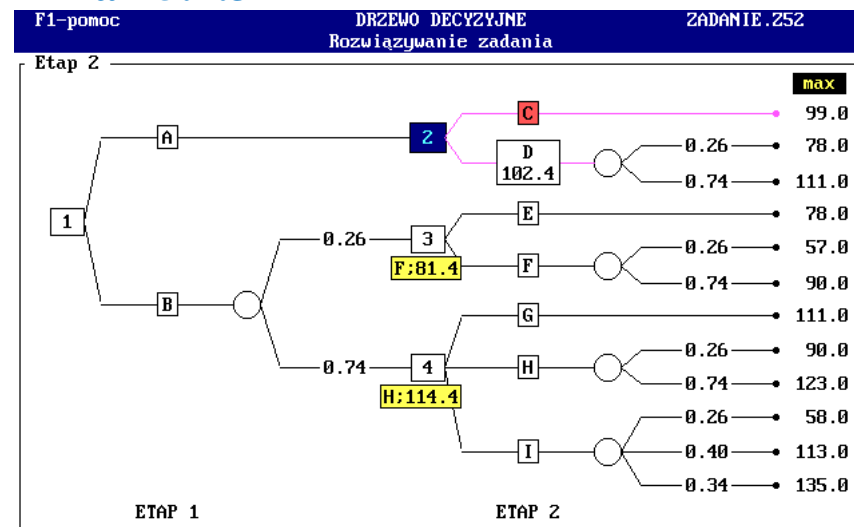 F1-pomoc DRZEWO DECYZYJNE ZADANIE.Z52
Rozwiązywanie zadania
Etap 2
max
C 99.0
A 2 0.26 78.0
D
102.4
0.74 111.0
1 E 78.0
0.26 3 0.26 57.0
F;81.4 F
0.74 90.0
B G 111.0
0.26 90.0
0.74 4 H
0.74 123.0
H;114.4
0.26 58.0
I 0.40 113.0
0.34 135.0
ETAP 1 ETAP 2